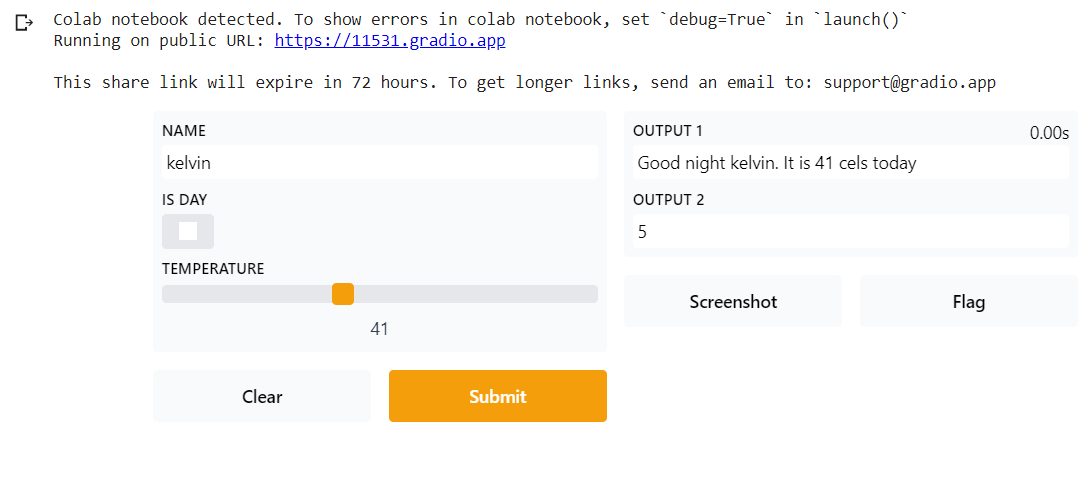 Colab notebook detected. To show errors in colab notebook, set `debug=True` in `launch()`
Running on public URL: https://11531.gradio.app
This share link will expire in 72 hours. To get longer links, send an email to: support@gradio.app
NAME
kelvin
IS DAY
TEMPERATURE
41
Clear
Submit
OUTPUT 1
0.00s
Good night kelvin. It is 41 cels today
OUTPUT 2
5
Screenshot
Flag